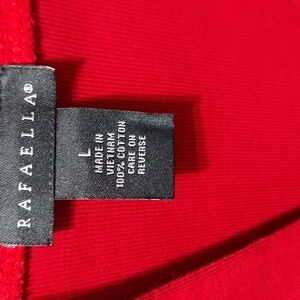 RAFAELLA®
L
MADE IN
VIETNAM
100% COTTON
CARE ON
REVERSE